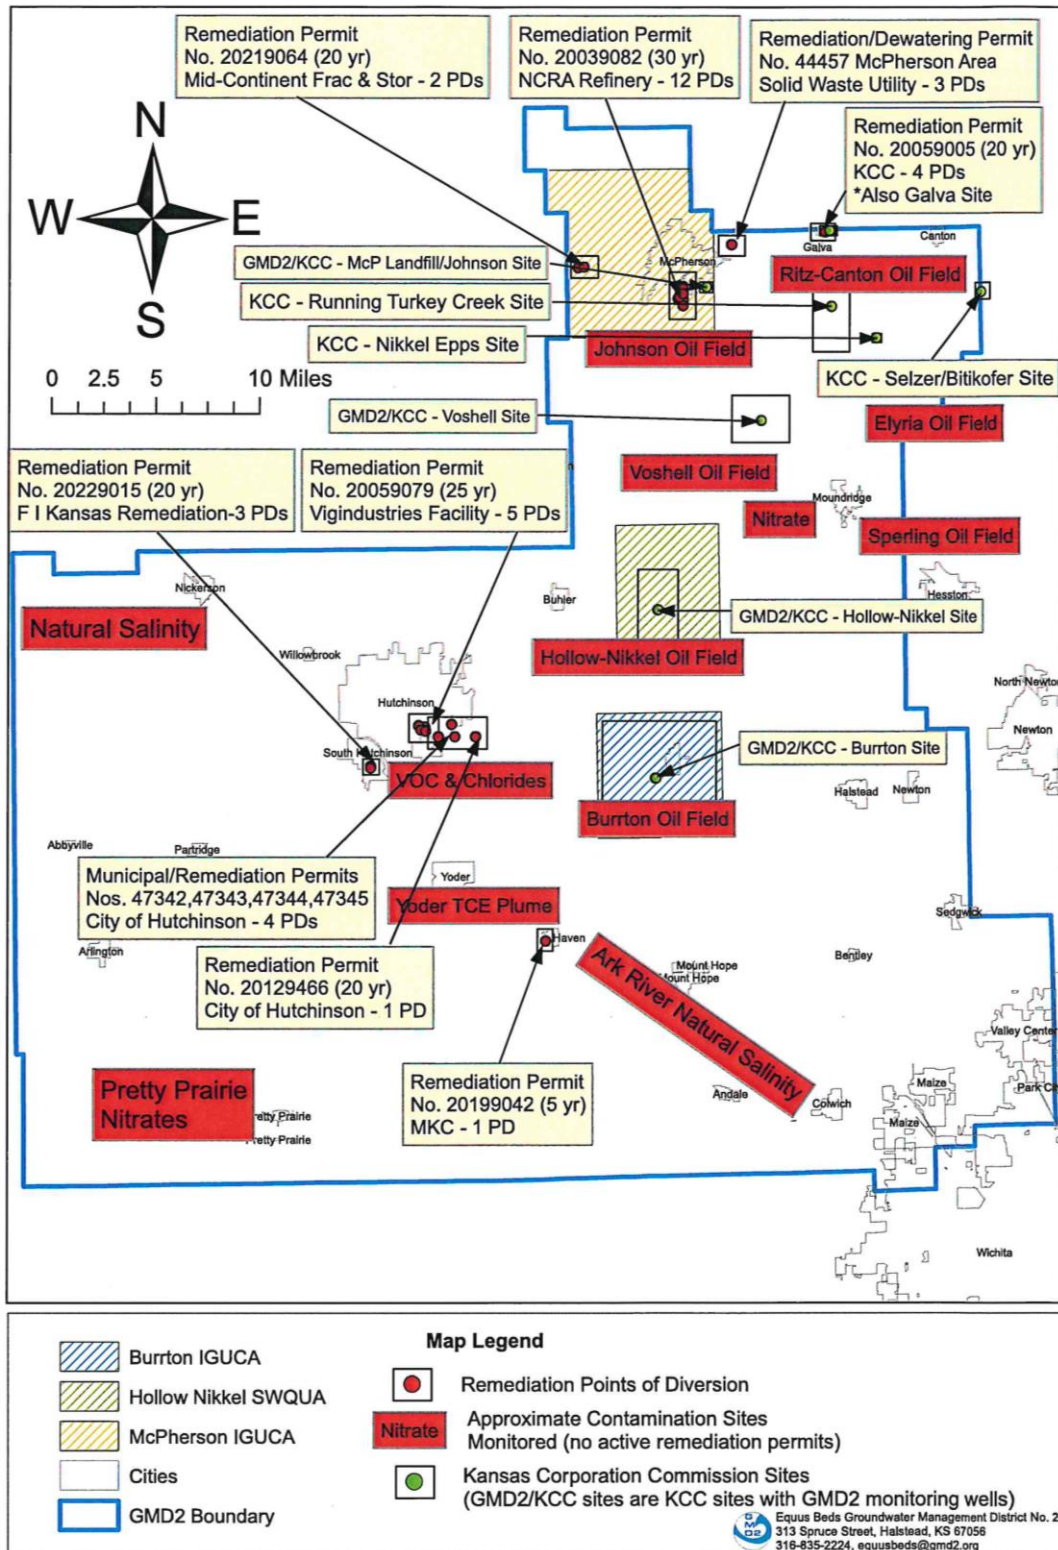 Remediation Permit
No. 20219064 (20 yr)
Mid-Continent Frac & Stor - 2 PDs
Remediation Permit
No. 20039082 (30 yr)
NCRA Refinery - 12 PDs
Remediation/Dewatering Permit
No. 44457 McPherson Area
Solid Waste Utility - 3 PDs
Remediation Permit
No. 20059005 (20 yr)
KCC - 4 PDs
*Also Galva Site
N
W
E
S
0 2.5 5 10 Miles
Galva
Canton
McPherson
GMD2/KCC - McP Landfill/Johnson Site
Ritz-Canton Oil Field
KCC - Running Turkey Creek Site
KCC - Nikkel Epps Site
Johnson Oil Field
KCC - Selzer/Bitikofer Site
GMD2/KCC - Voshell Site
Elyria Oil Field
Voshell Oil Field
Remediation Permit
No. 20229015 (20 yr)
F I Kansas Remediation-3 PDs
Remediation Permit
No. 20059079 (25 yr)
Vigindustries Facility - 5 PDs
Moundridge
Nitrate
Sperling Oil Field
Nickerson
Buhler
Hesston
Natural Salinity
GMD2/KCC - Hollow-Nikkel Site
Willowbrook
Hollow-Nikkel Oil Field
North Newton
Hutchinson
Newton
South Hutchinson
GMD2/KCC - Burrton Site
VOC & Chlorides
Halstead
Newton
Burrton Oil Field
Abbyville
Partridge
Municipal/Remediation Permits
Nos. 47342,47343,47344,47345
City of Hutchinson - 4 PDs
Yoder
Yoder TCE Plume
Sedgwick
Haven
Arlington
Remediation Permit
No. 20129466 (20 yr)
City of Hutchinson - 1 PD
Ark River Natural Salinity
Mount Hope
Mount Hope
Bentley
Valley Center
Pretty Prairie
Nitrates
Remediation Permit
No. 20199042 (5 yr)
MKC - 1 PD
Andale
Colwich
Maize
Park City
Maize
Pretty Prairie
Pretty Prairie
Wichita
Map Legend
Burrton IGUCA
Hollow Nikkel SWQUA
McPherson IGUCA
Cities
GMD2 Boundary
Remediation Points of Diversion
Nitrate
Approximate Contamination Sites
Monitored (no active remediation permits)
Kansas Corporation Commission Sites
(GMD2/KCC sites are KCC sites with GMD2 monitoring wells)
Equus Beds Groundwater Management District No. 2
313 Spruce Street, Halstead, KS 67056
316-835-2224, equusbeds@gmd2.org